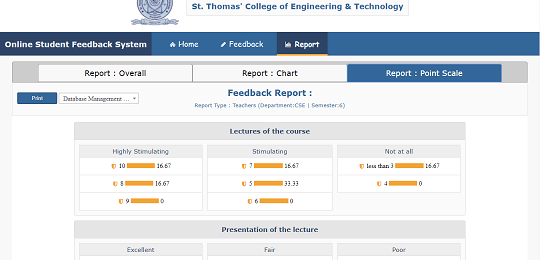 St. Thomas' College of Engineering & Technology
Online Student Feedback System Home Feedback Report
Report : Overall Report : Chart Report : Point Scale
Print Database Management ... Feedback Report :
Report Type : Teachers (Department:CSE | Semester:6)
Lectures of the course
Highly Stimulating Stimulating Not at all
10 16.67 7 16.67 less than 3 16.67
8 16.67 5 33.33 4 0
9 0 6 0
Presentation of the lecture
Excellent Fair Poor